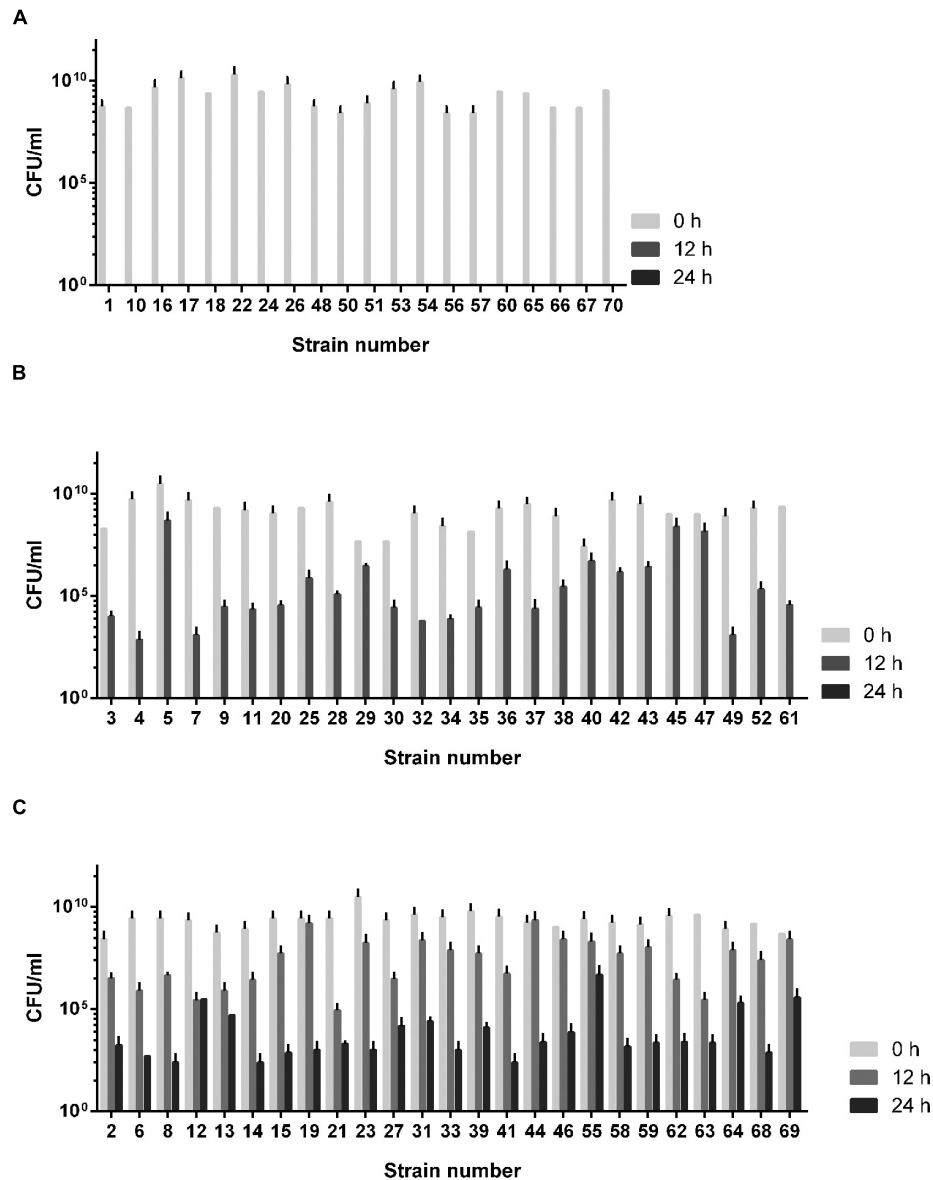 A
CFU/ml
10¹⁰
10⁵
10⁰
1 10 16 17 18 22 24 26 48 50 51 53 54 56 57 60 65 66 67 70
Strain number
0 h
12 h
24 h
B
CFU/ml
10¹⁰
10⁵
10⁰
3 4 5 7 9 11 20 25 28 29 30 32 34 35 36 37 38 40 42 43 45 47 49 52 61
Strain number
0 h
12 h
24 h
C
CFU/ml
10¹⁰
10⁵
10⁰
2 6 8 12 13 14 15 19 21 23 27 31 33 39 41 44 46 55 58 59 62 63 64 68 69
Strain number
0 h
12 h
24 h